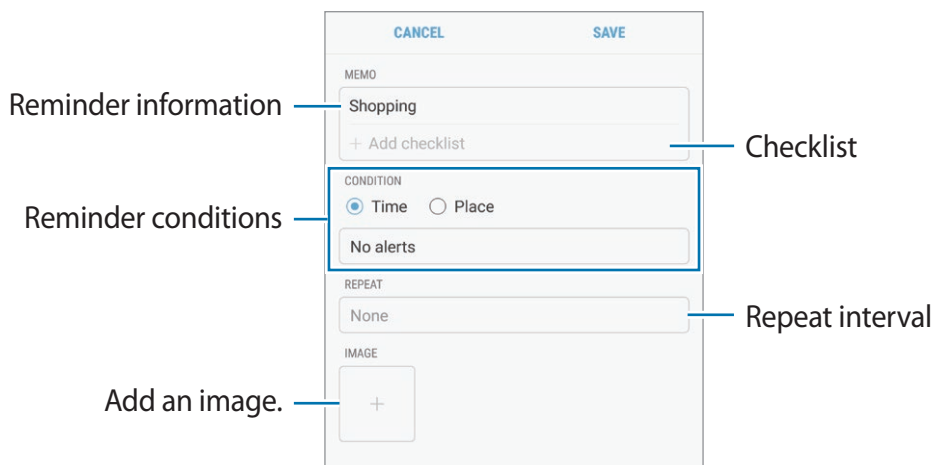 CANCEL SAVE
MEMO
Reminder information
Shopping
+ Add checklist
Checklist
CONDITION
Time Place
Reminder conditions
No alerts
REPEAT
None
Repeat interval
IMAGE
Add an image.
+